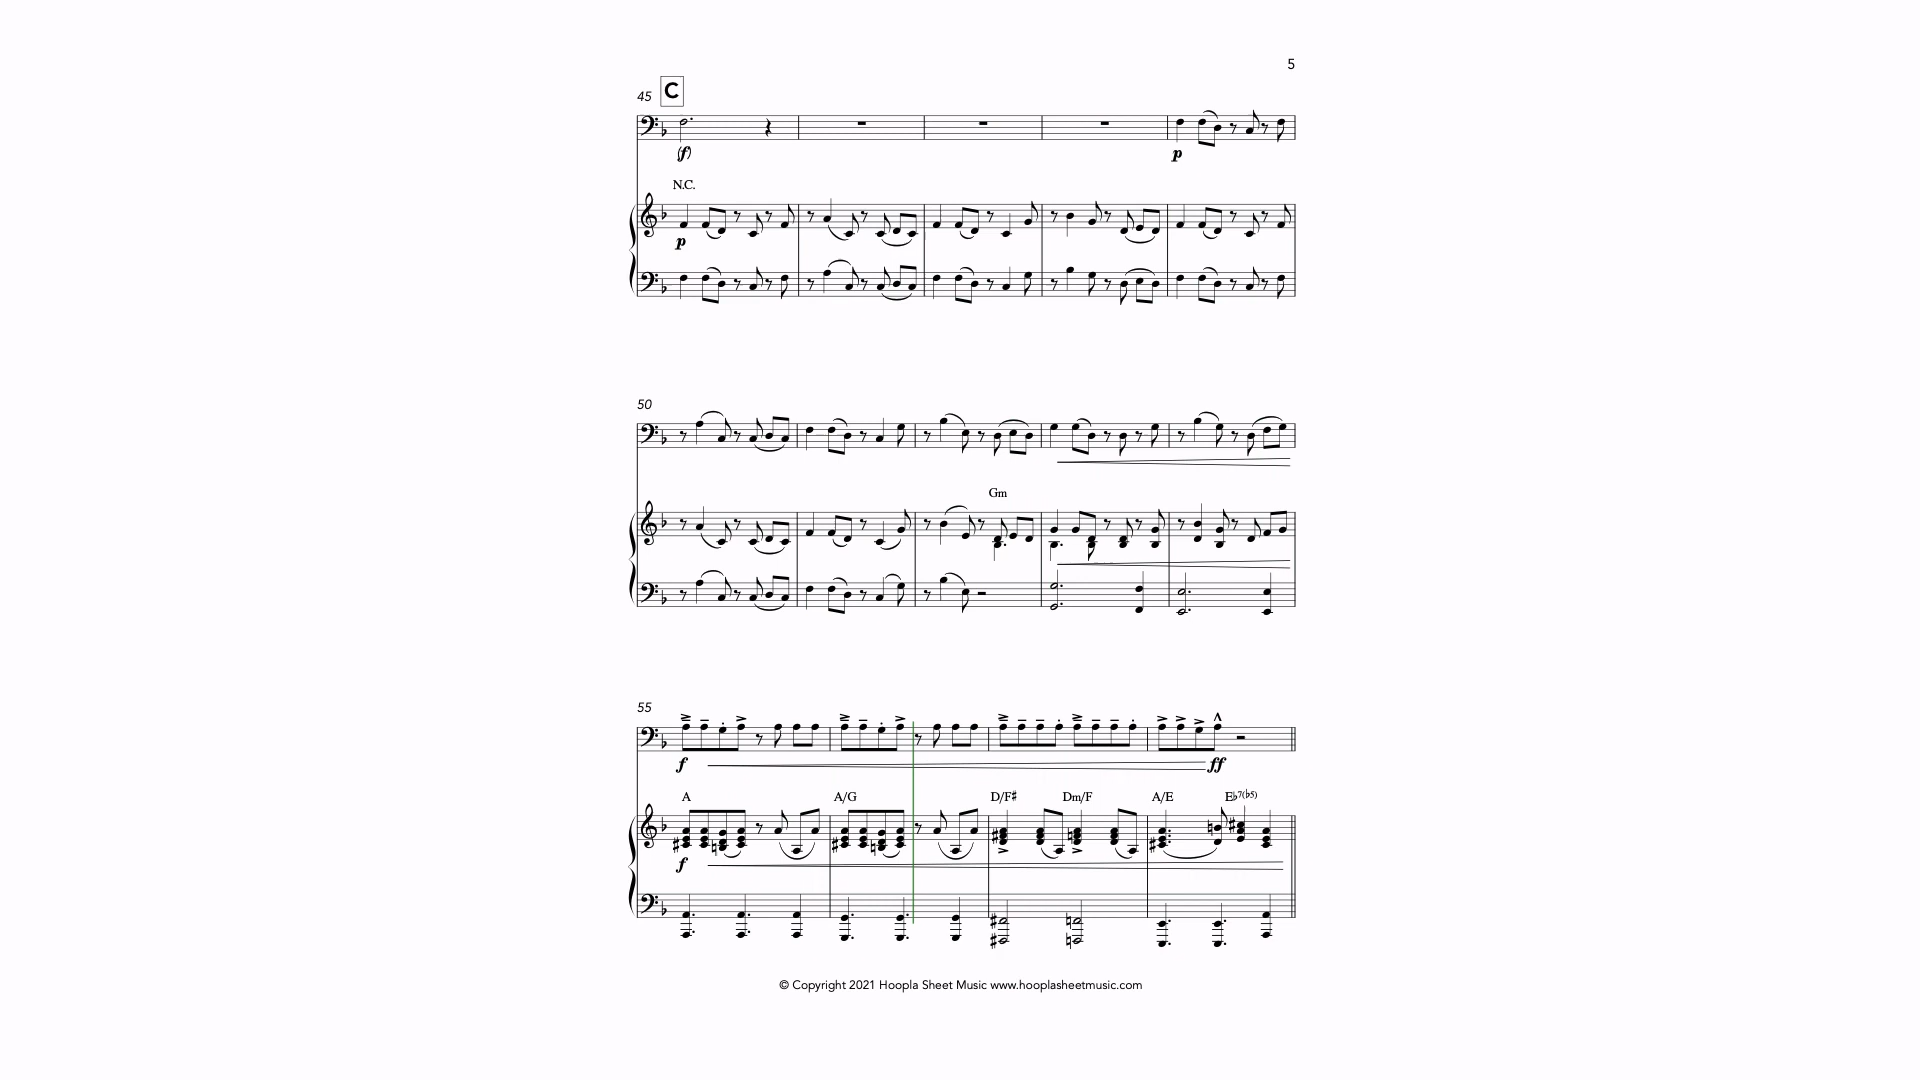 5
45 C
(f)
p
N.C.
p
50
Gm
55
f ff
A A/G D/F♯ Dm/F A/E E♭7(♭5)
f
© Copyright 2021 Hoopla Sheet Music www.hooplasheetmusic.com